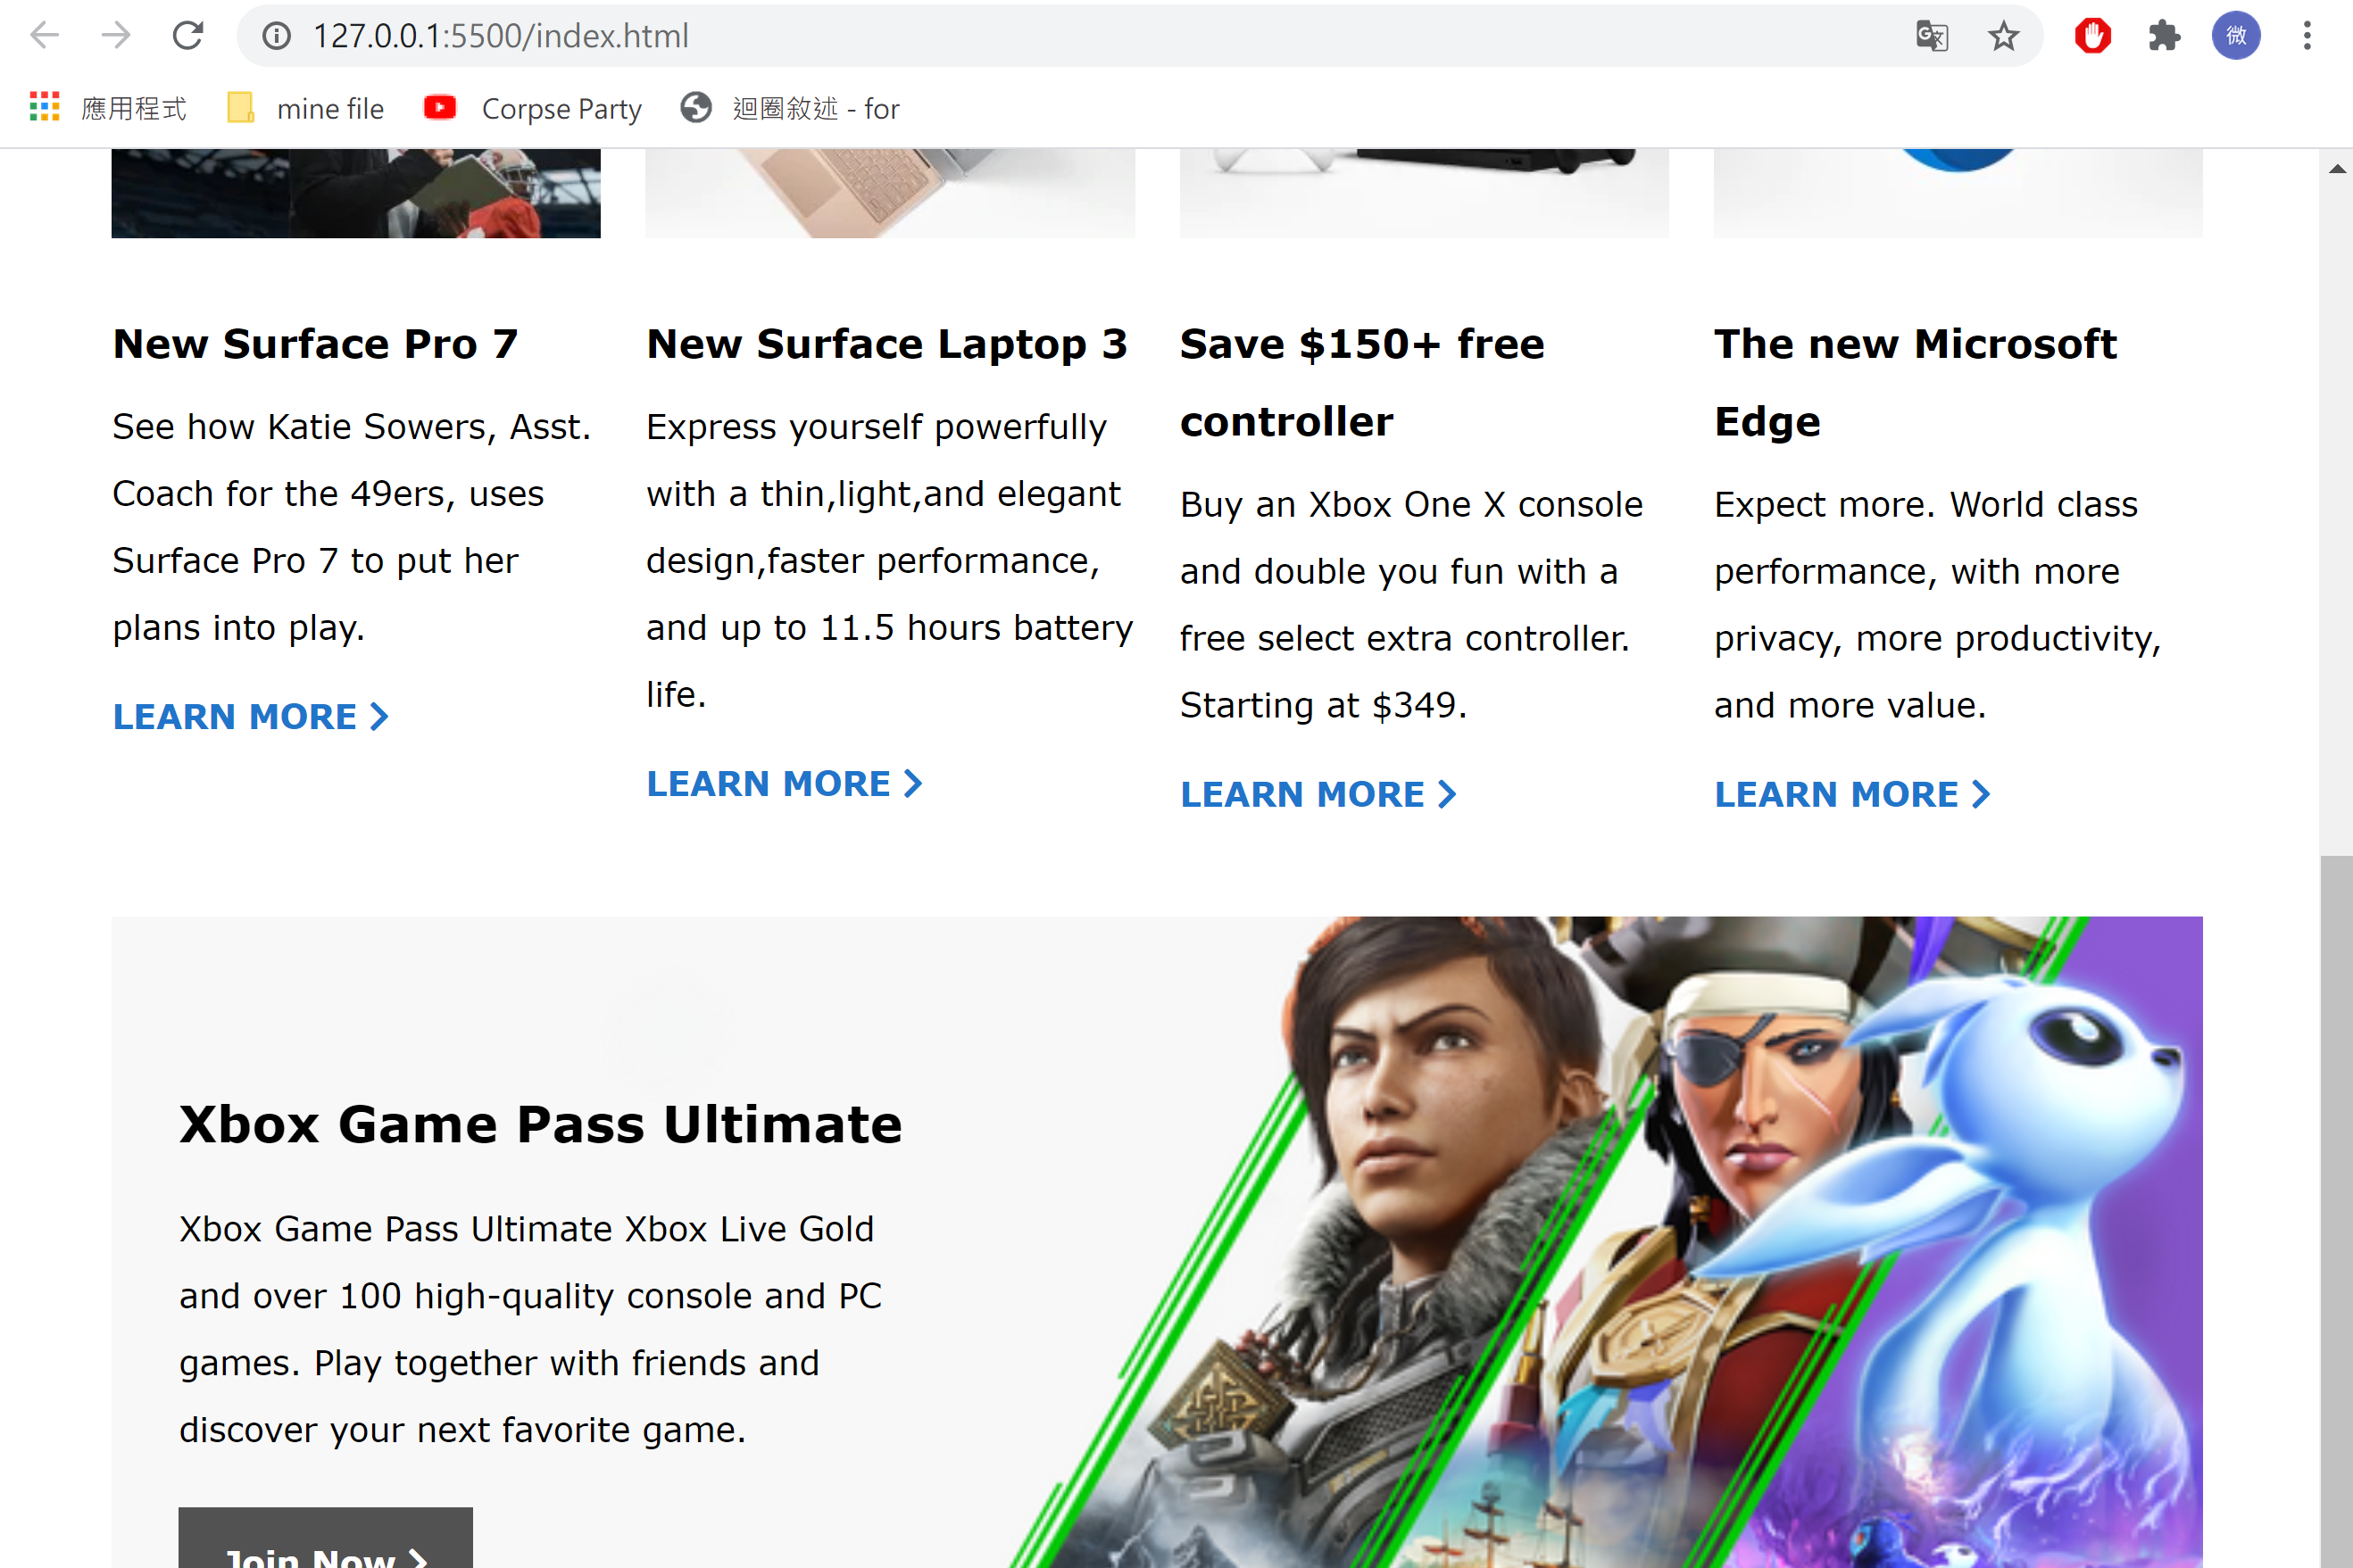 127.0.0.1:5500/index.html
微
應用程式 mine file Corpse Party 迴圈敘述 - for
New Surface Pro 7
See how Katie Sowers, Asst.
Coach for the 49ers, uses
Surface Pro 7 to put her
plans into play.
LEARN MORE
New Surface Laptop 3
Express yourself powerfully
with a thin,light,and elegant
design,faster performance,
and up to 11.5 hours battery
life.
LEARN MORE
Save $150+ free
controller
Buy an Xbox One X console
and double you fun with a
free select extra controller.
Starting at $349.
LEARN MORE
The new Microsoft
Edge
Expect more. World class
performance, with more
privacy, more productivity,
and more value.
LEARN MORE
Xbox Game Pass Ultimate
Xbox Game Pass Ultimate Xbox Live Gold
and over 100 high-quality console and PC
games. Play together with friends and
discover your next favorite game.
Join Now